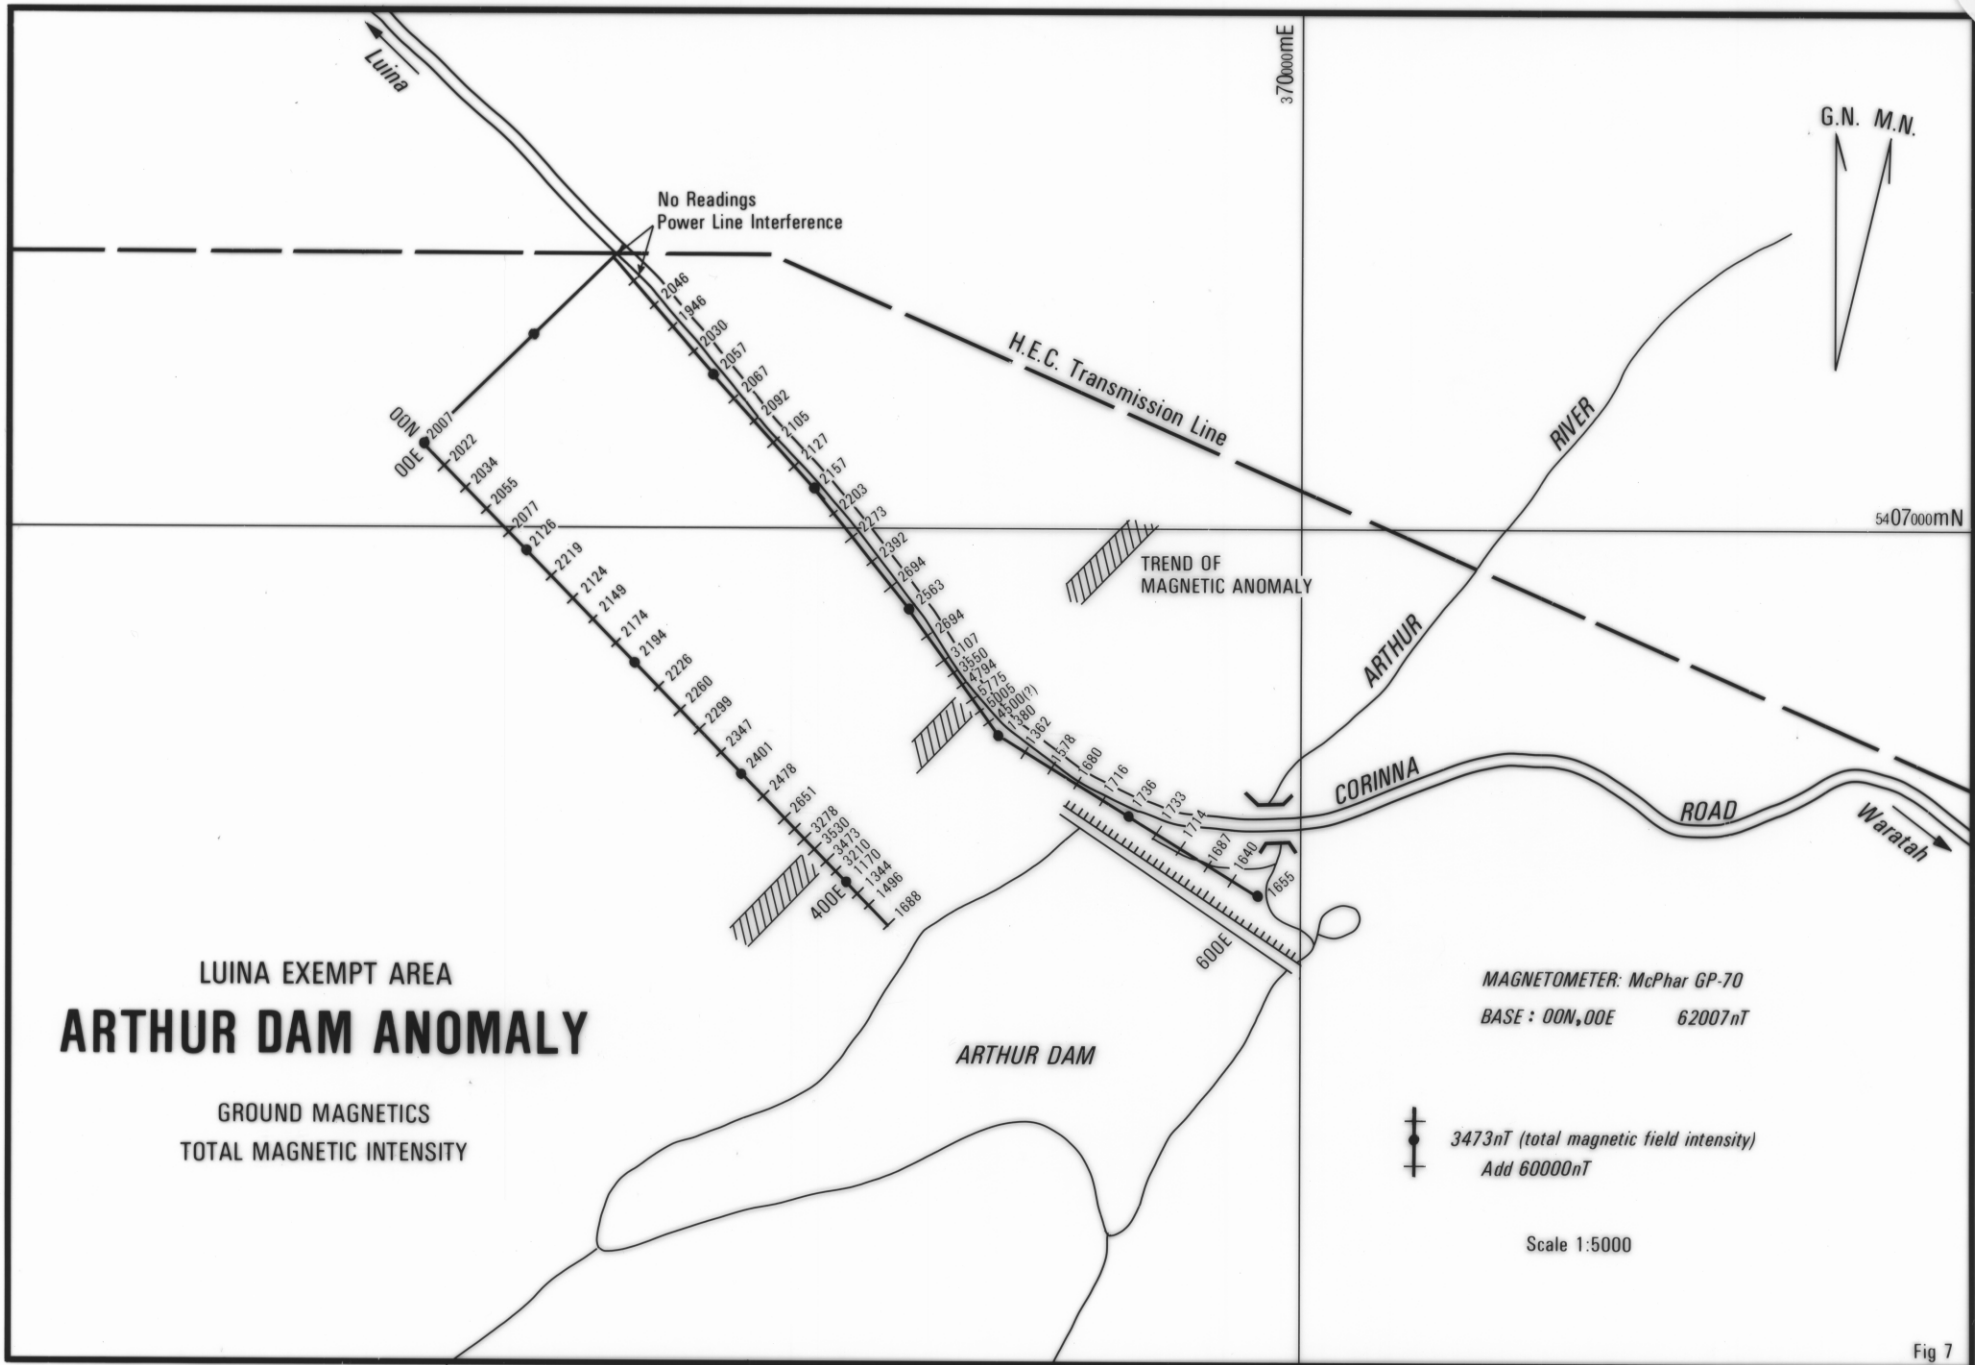 Luina
370000mE
G.N. M.N.
No Readings
Power Line Interference
H.E.C. Transmission Line
2046
1946
2030
2057
2067
2092
2105
2127
2157
2203
2273
2392
2694
2563
2694
3107
3550
4794
5775
5005
4500(?)
1380
1362
1578
1680
1716
1736
1733
1714
1687
1640
1655
600E
00N
00E
2007
2022
2034
2055
2077
2126
2219
2124
2149
2174
2194
2226
2260
2299
2347
2401
2478
2651
3278
3530
3473
3210
1170
1344
1496
1688
400E
5407000mN
TREND OF
MAGNETIC ANOMALY
ARTHUR RIVER
CORINNA ROAD
Waratah
LUINA EXEMPT AREA
ARTHUR DAM ANOMALY
GROUND MAGNETICS
TOTAL MAGNETIC INTENSITY
ARTHUR DAM
MAGNETOMETER: McPhar GP-70
BASE : 00N,00E 62007nT
3473nT (total magnetic field intensity)
Add 60000nT
Scale 1:5000
Fig 7